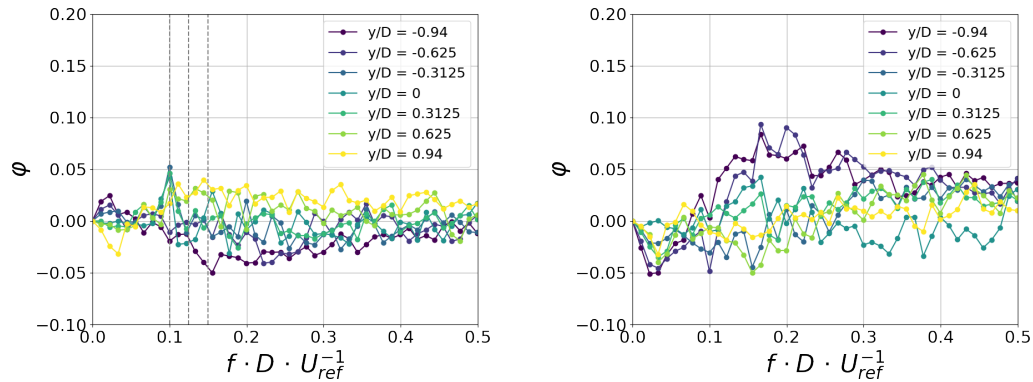 0.20
0.15
0.10
0.05
0.00
−0.05
−0.10
φ
0.0
0.1
0.2
0.3
0.4
0.5
f · D · U_ref^−1
y/D = -0.94
y/D = -0.625
y/D = -0.3125
y/D = 0
y/D = 0.3125
y/D = 0.625
y/D = 0.94
0.20
0.15
0.10
0.05
0.00
−0.05
−0.10
φ
0.0
0.1
0.2
0.3
0.4
0.5
f · D · U_ref^−1
y/D = -0.94
y/D = -0.625
y/D = -0.3125
y/D = 0
y/D = 0.3125
y/D = 0.625
y/D = 0.94